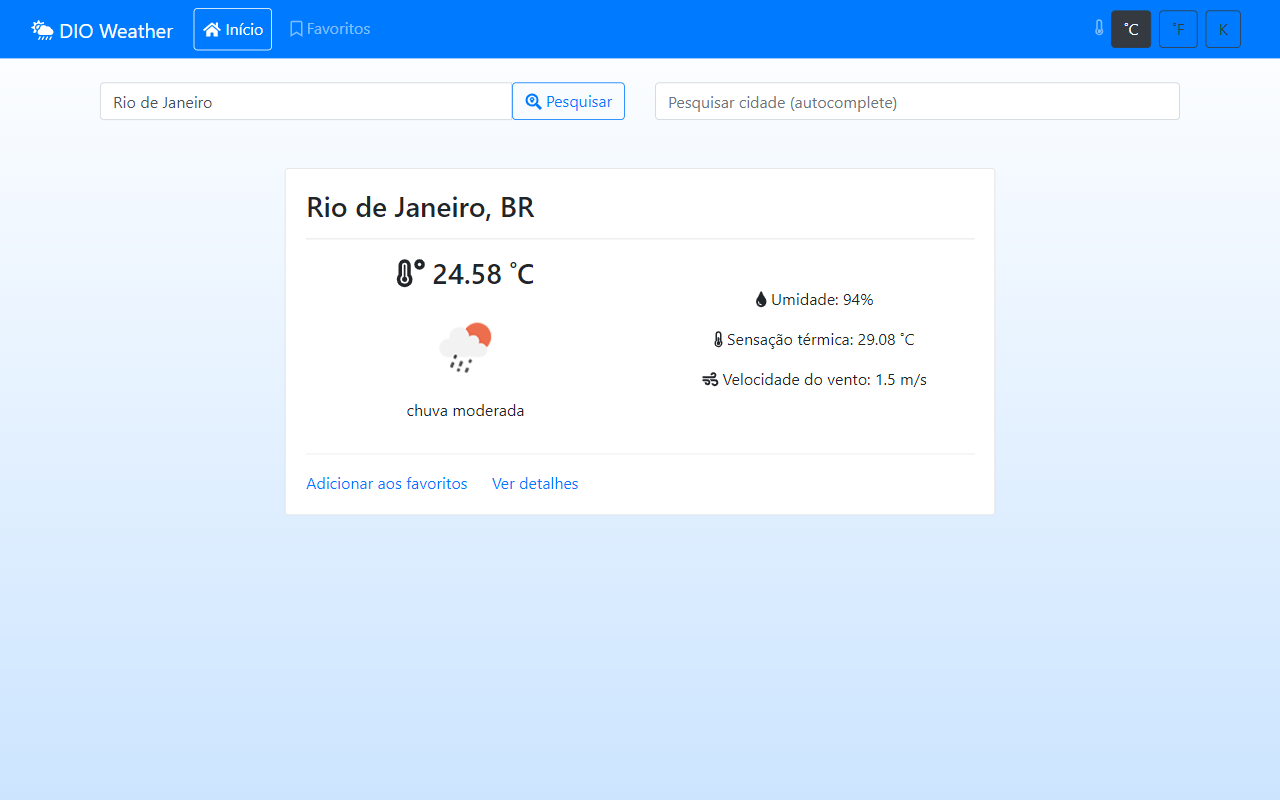 DIO Weather Início Favoritos °C °F K
Rio de Janeiro Pesquisar Pesquisar cidade (autocomplete)
Rio de Janeiro, BR
24.58 °C
Umidade: 94%
Sensação térmica: 29.08 °C
Velocidade do vento: 1.5 m/s
chuva moderada
Adicionar aos favoritos Ver detalhes